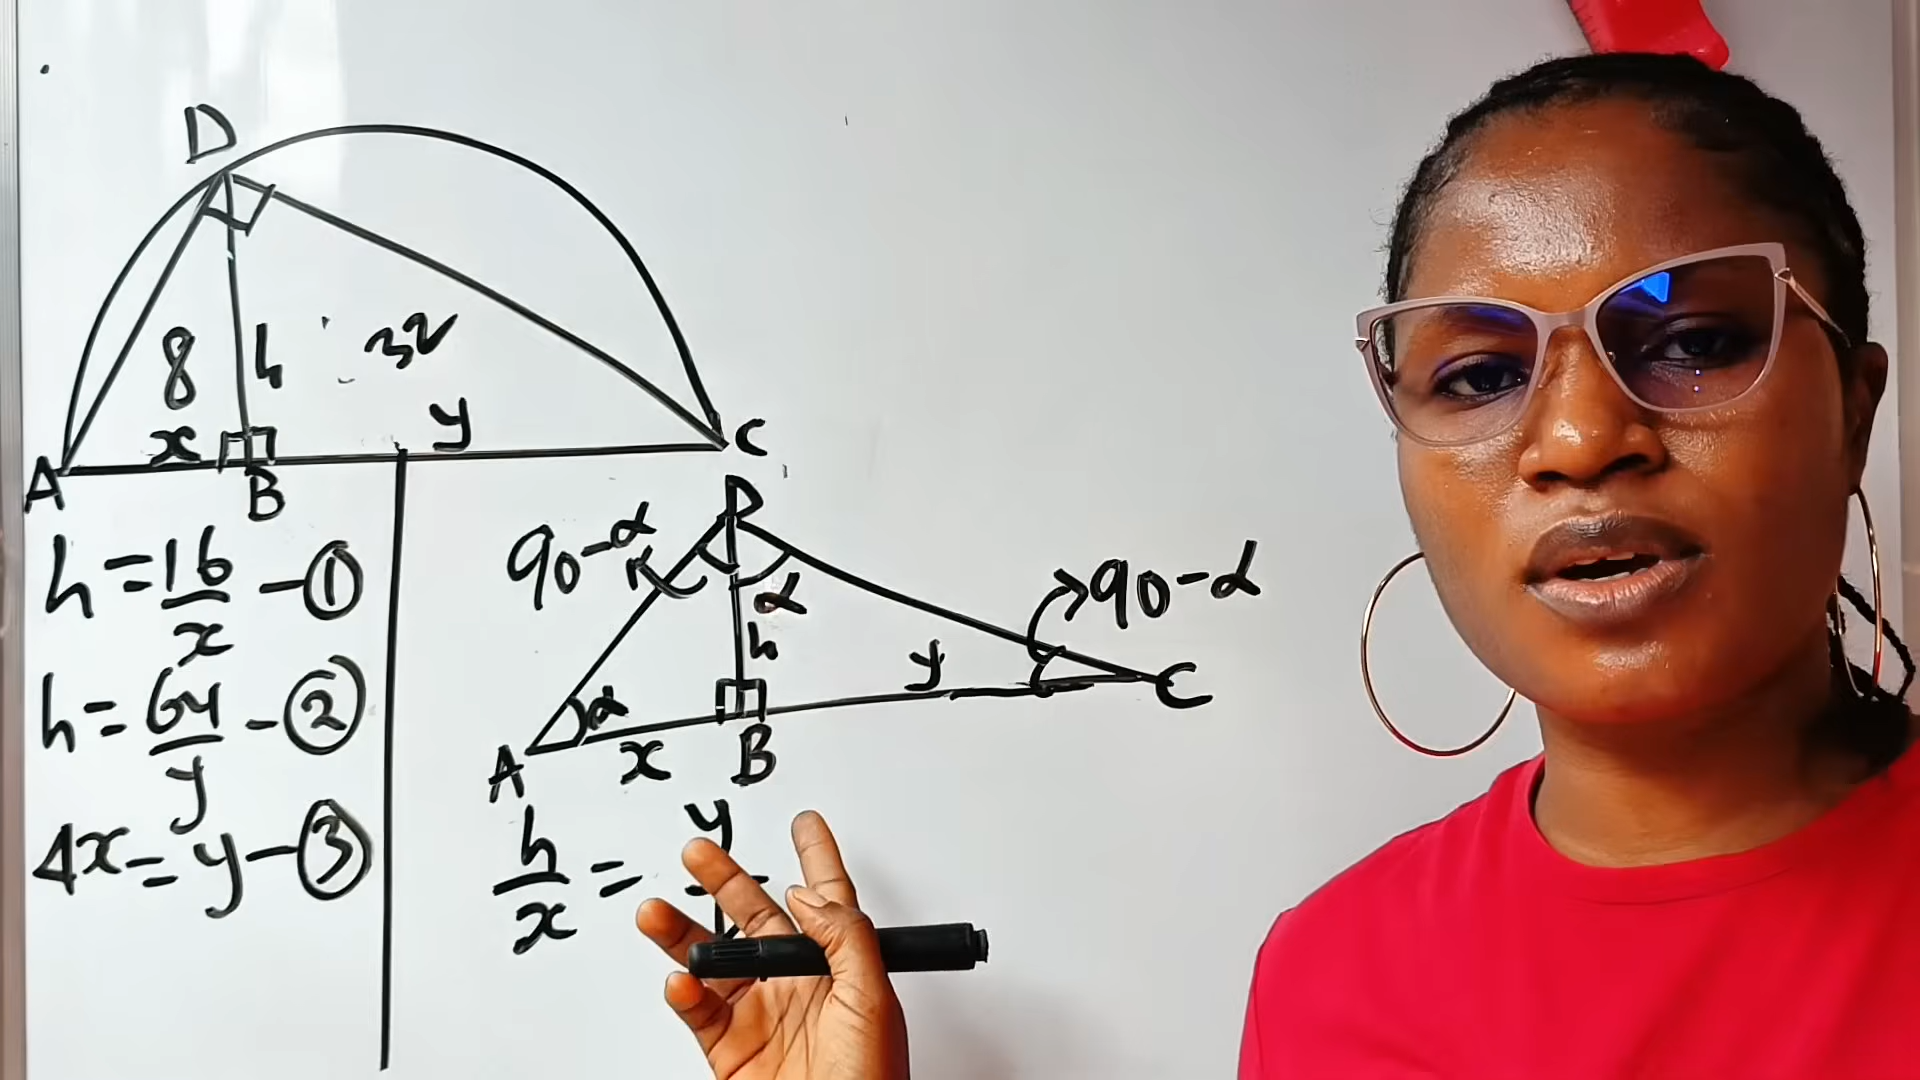 D
8 h 32
x y
A B C
h = 16/x - ①
h = 64/y - ②
4x = y - ③
D
90-α
α
h
→90-α
y
α
A x B C
h/x = y/